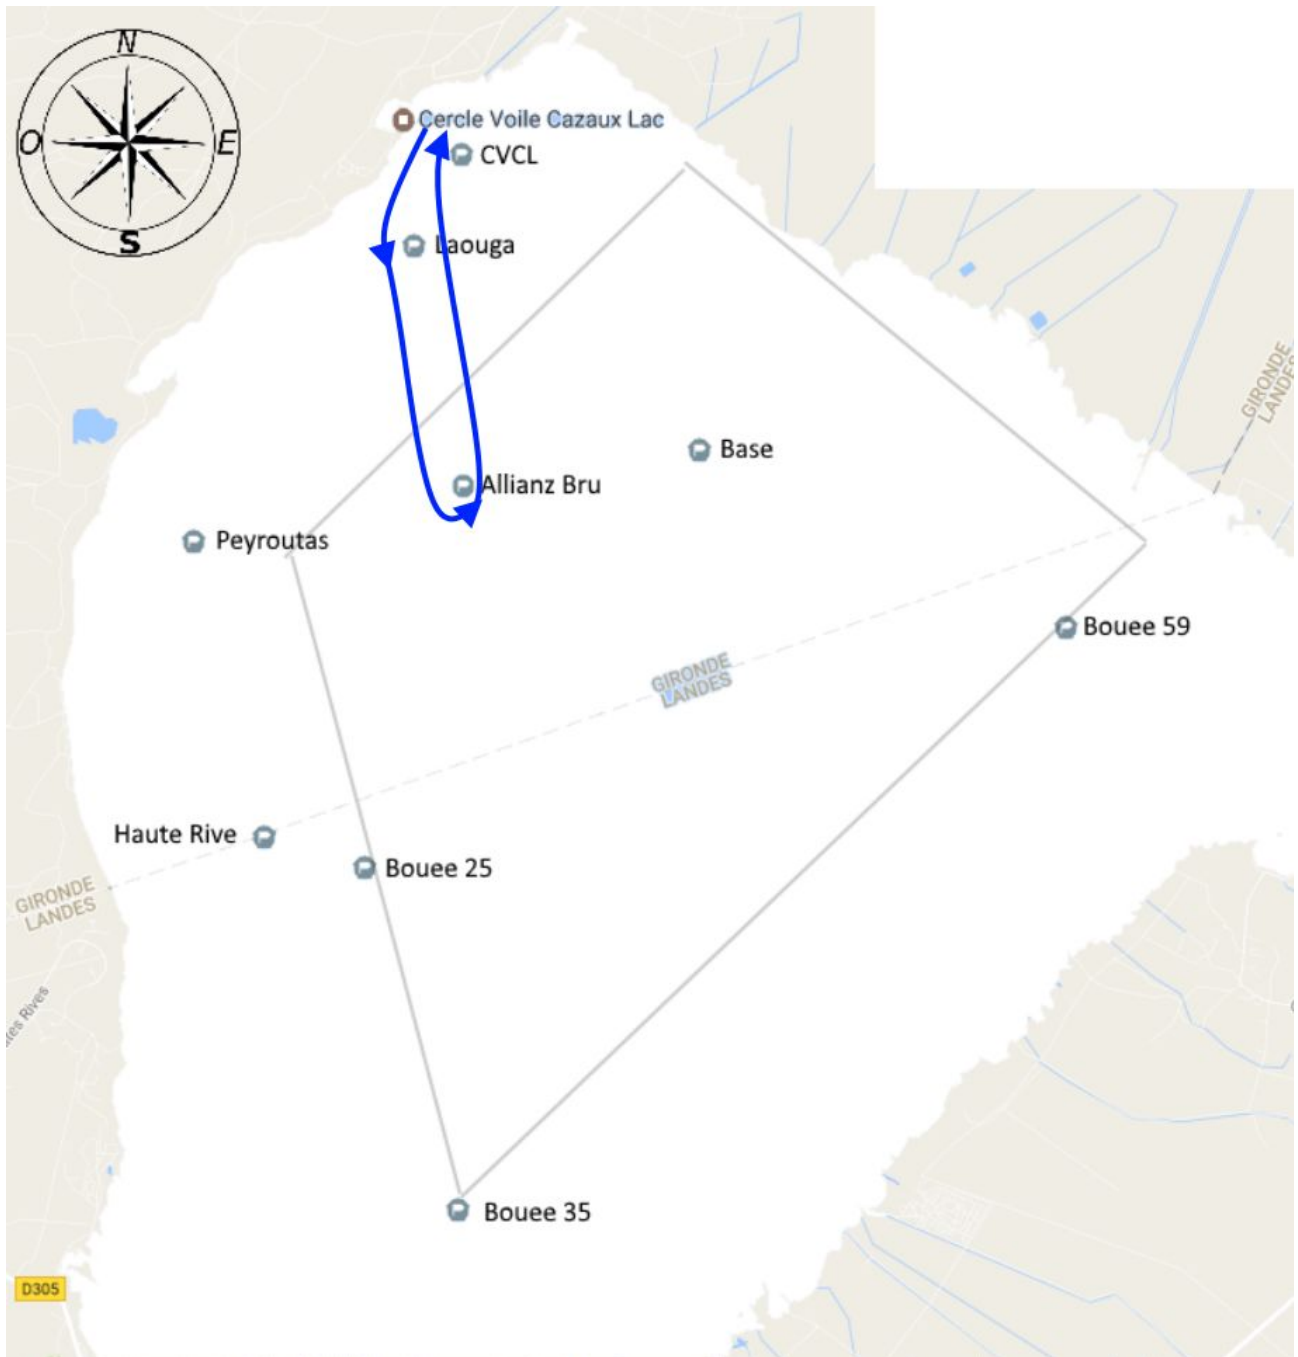 N
O
E
S
Cercle Voile Cazaux Lac
CVCL
Laouga
GIRONDE
LANDES
Base
Allianz Bru
Peyroutas
Bouee 59
GIRONDE
LANDES
Haute Rive
Bouee 25
GIRONDE
LANDES
Rives
Bouee 35
D305